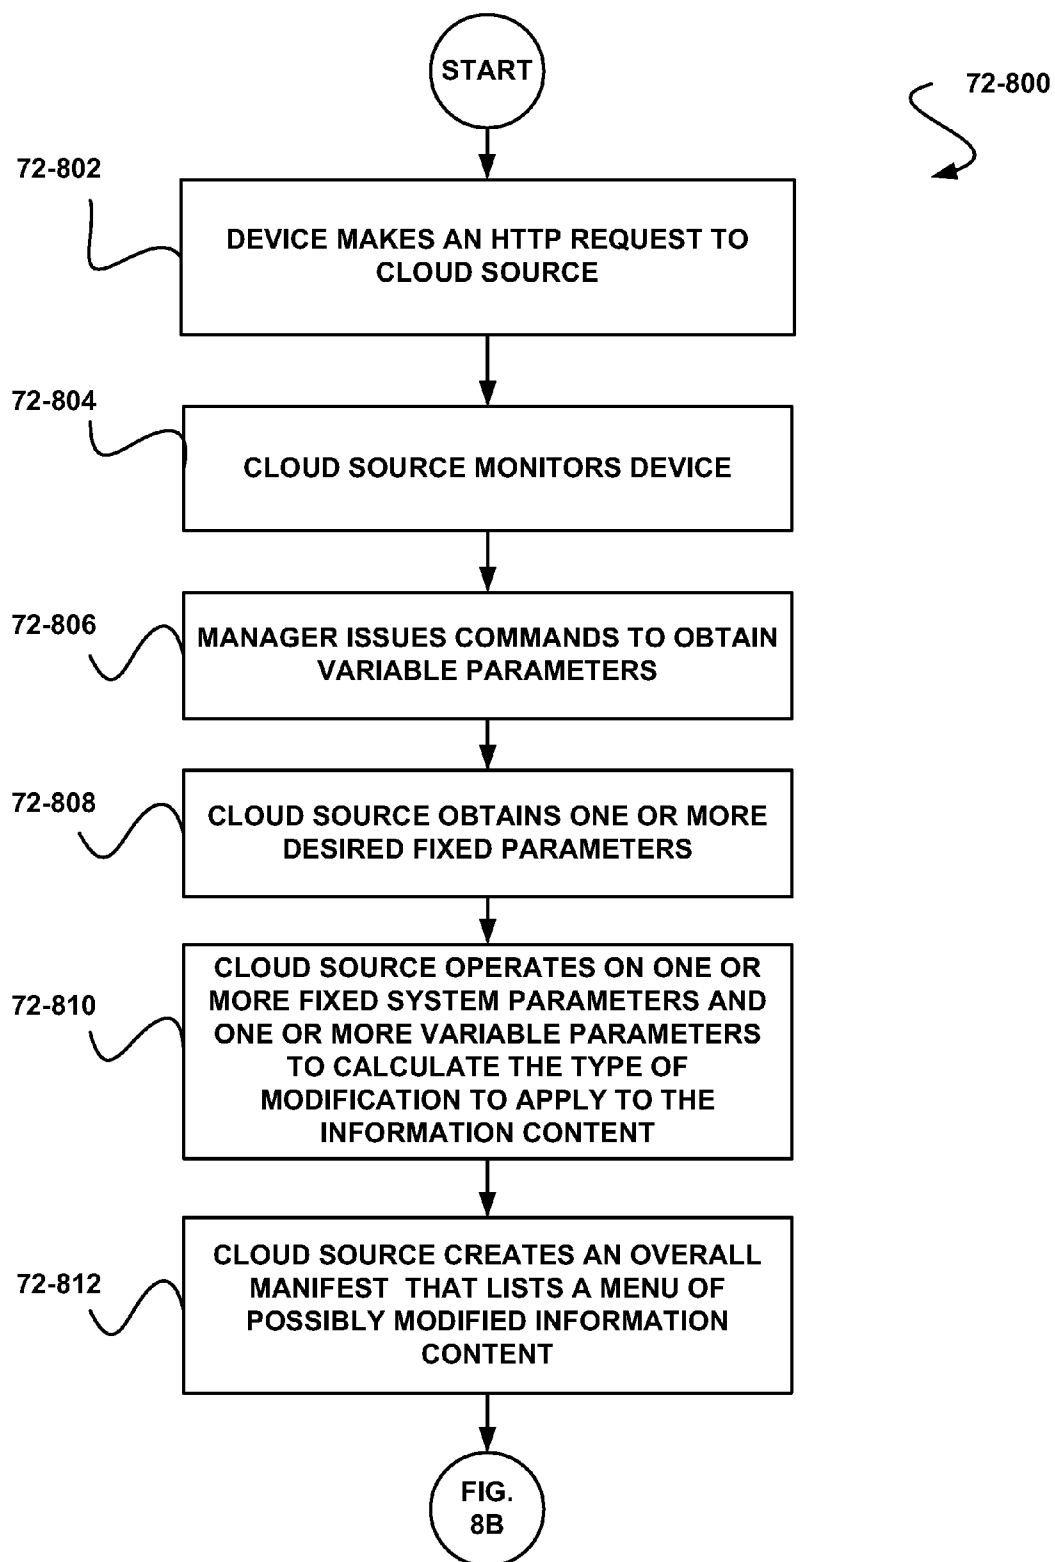 START
72-800
72-802
DEVICE MAKES AN HTTP REQUEST TO
CLOUD SOURCE
72-804
CLOUD SOURCE MONITORS DEVICE
72-806
MANAGER ISSUES COMMANDS TO OBTAIN
VARIABLE PARAMETERS
72-808
CLOUD SOURCE OBTAINS ONE OR MORE
DESIRED FIXED PARAMETERS
72-810
CLOUD SOURCE OPERATES ON ONE OR
MORE FIXED SYSTEM PARAMETERS AND
ONE OR MORE VARIABLE PARAMETERS
TO CALCULATE THE TYPE OF
MODIFICATION TO APPLY TO THE
INFORMATION CONTENT
72-812
CLOUD SOURCE CREATES AN OVERALL
MANIFEST THAT LISTS A MENU OF
POSSIBLY MODIFIED INFORMATION
CONTENT
FIG.
8B